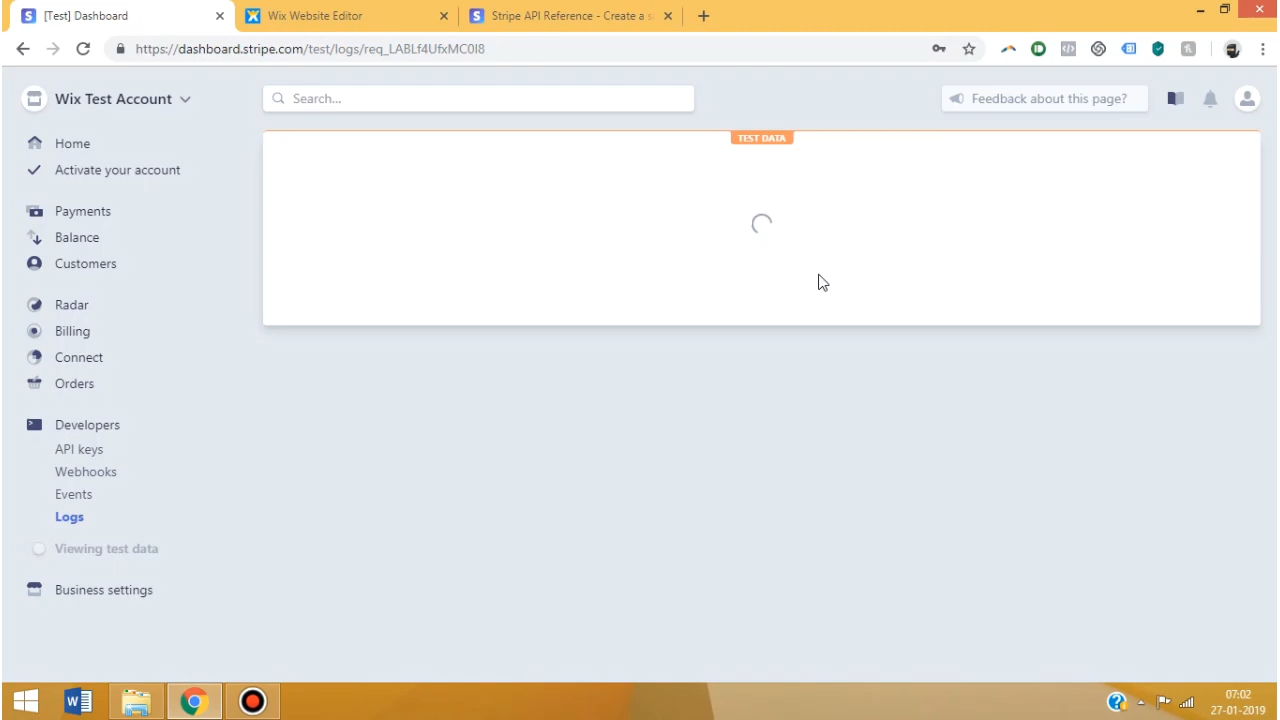 [Test] Dashboard
Wix Website Editor
Stripe API Reference - Create a s
https://dashboard.stripe.com/test/logs/req_LABLf4UfxMC0I8
Wix Test Account
Search...
Feedback about this page?
TEST DATA
Home
Activate your account
Payments
Balance
Customers
Radar
Billing
Connect
Orders
Developers
API keys
Webhooks
Events
Logs
Viewing test data
Business settings
07:02
27-01-2019